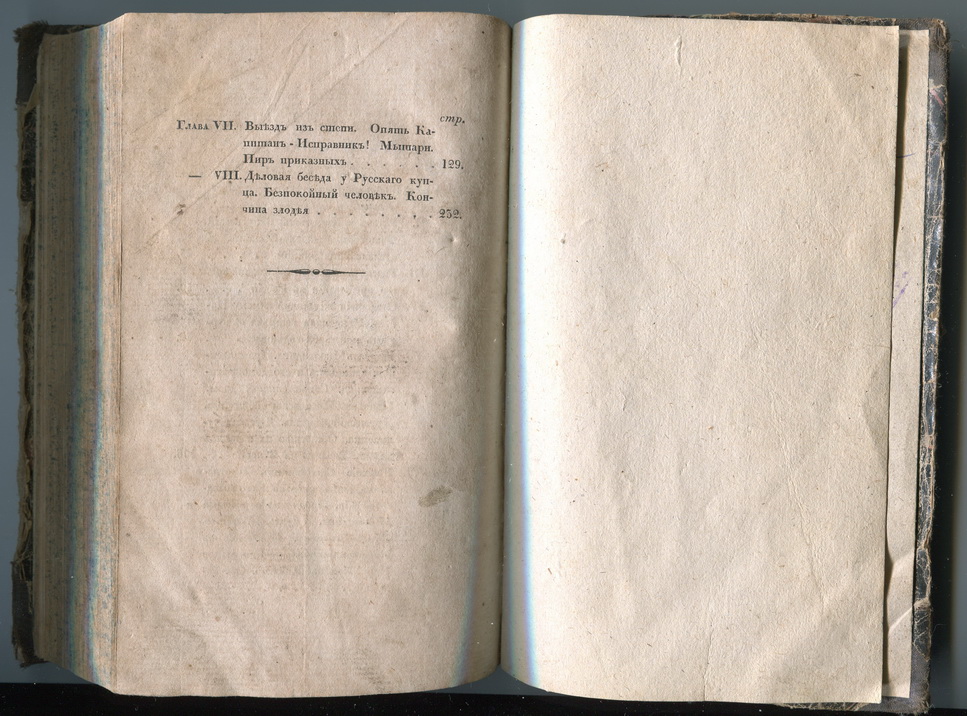 стр.
Глава VII. Выѣздъ изъ степи. Опять Ка-
питанъ - Исправникъ! Мытари.
Пиръ приказныхъ . . . . . . 129.
— VIII. Дѣловая бесѣда у Русскаго куп-
ца. Безпокойный человѣкъ. Кон-
чина злодѣя . . . . . . . . 232.